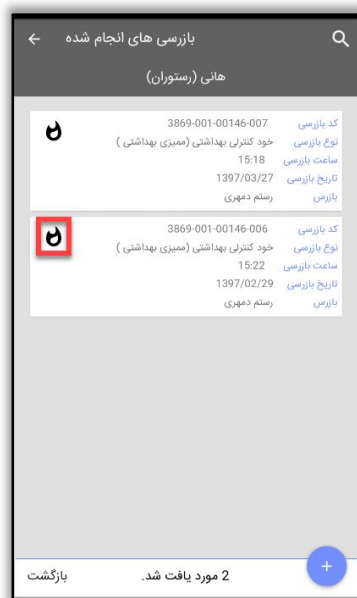 بازرسی های انجام شده
هانی (رستوران)
کد بازرسی 3869-001-00146-007
نوع بازرسی خود کنترلی بهداشتی (ممیزی بهداشتی )
ساعت بازرسی 15:18
تاریخ بازرسی 1397/03/27
بازرس رستم دمهری
کد بازرسی 3869-001-00146-006
نوع بازرسی خود کنترلی بهداشتی (ممیزی بهداشتی )
ساعت بازرسی 15:22
تاریخ بازرسی 1397/02/29
بازرس رستم دمهری
2 مورد یافت شد.
بازگشت